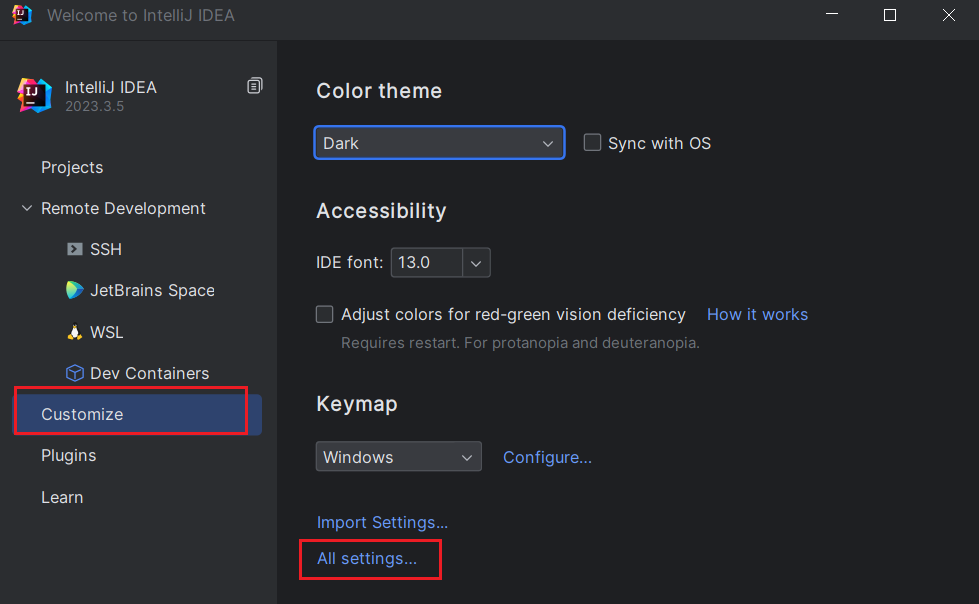 Welcome to IntelliJ IDEA
IJ
IntelliJ IDEA
2023.3.5
Projects
Remote Development
SSH
JetBrains Space
WSL
Dev Containers
Customize
Plugins
Learn
Color theme
Dark
Sync with OS
Accessibility
IDE font: 13.0
Adjust colors for red-green vision deficiency How it works
Requires restart. For protanopia and deuteranopia.
Keymap
Windows Configure...
Import Settings...
All settings...